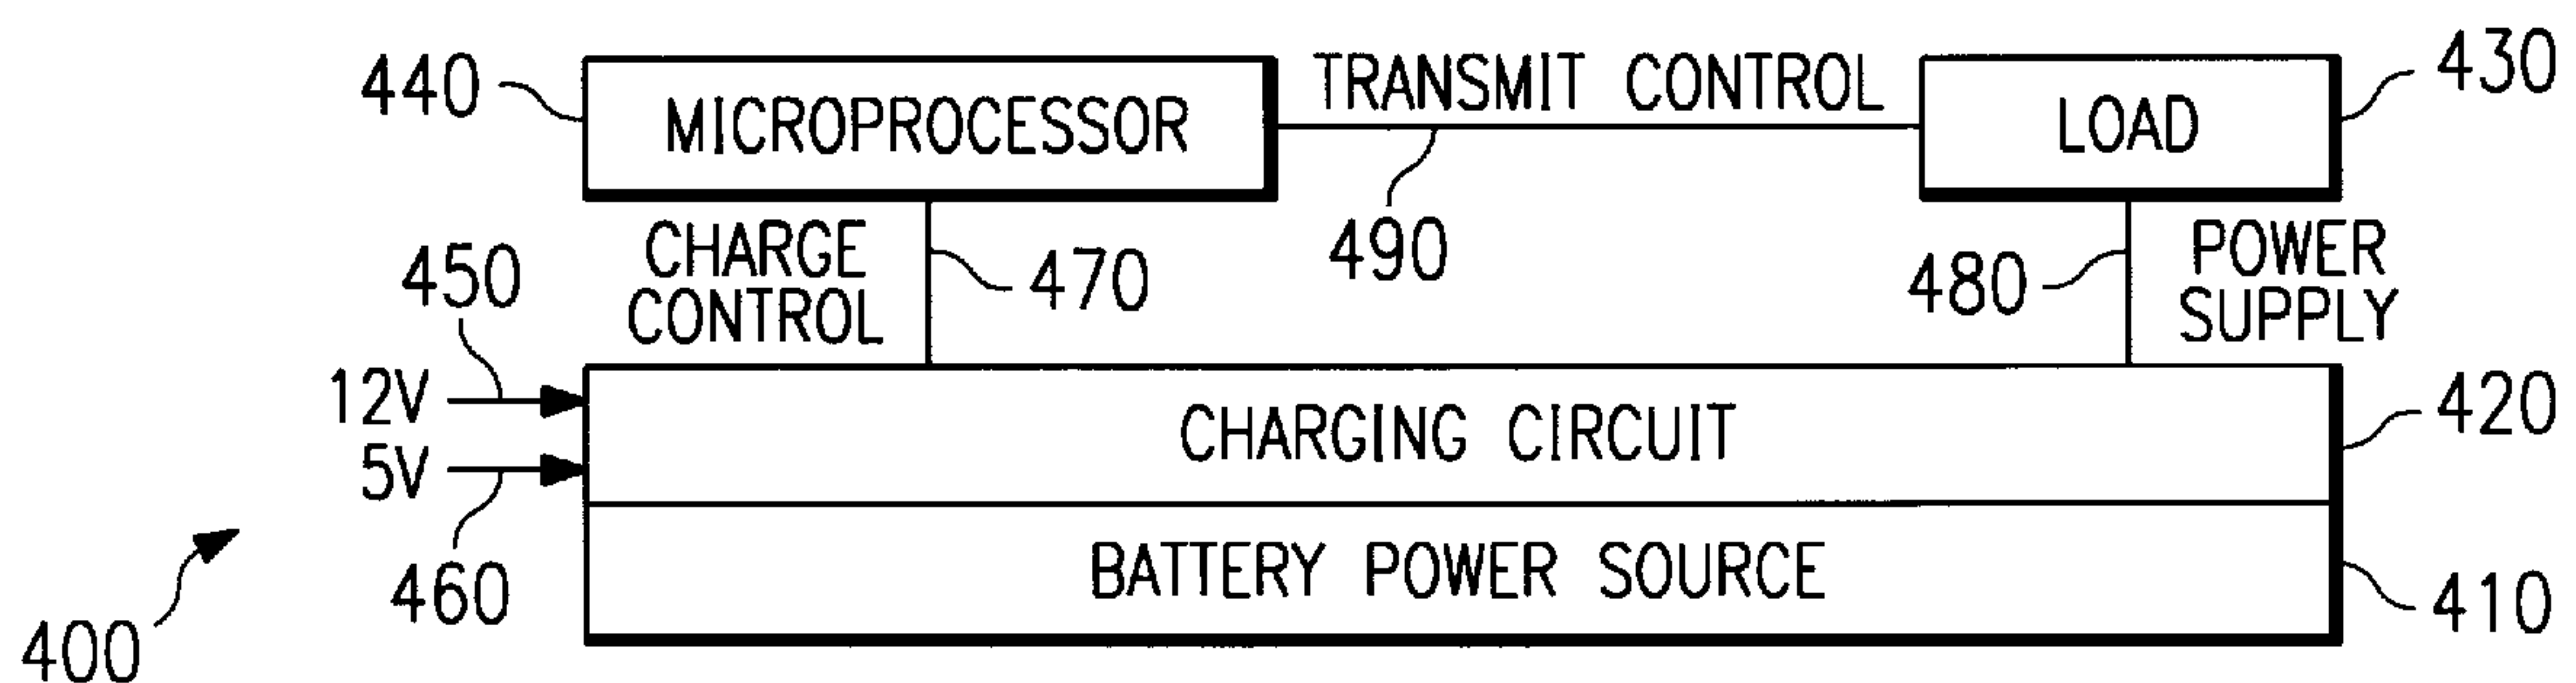 440
MICROPROCESSOR
TRANSMIT CONTROL
LOAD
430
490
CHARGE
CONTROL
470
480
POWER
SUPPLY
450
12V
5V
460
CHARGING CIRCUIT
420
BATTERY POWER SOURCE
410
400